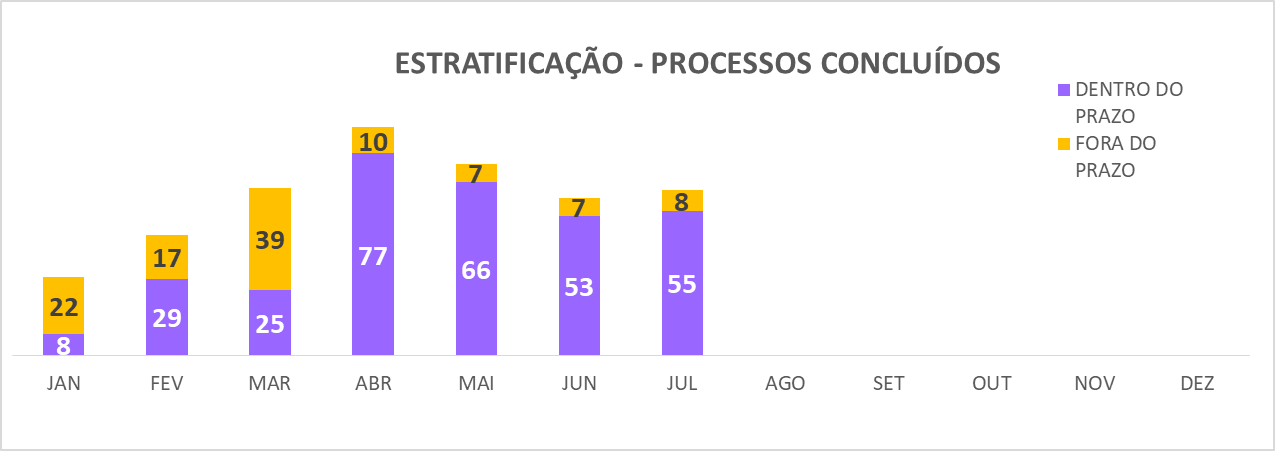 ESTRATIFICAÇÃO - PROCESSOS CONCLUÍDOS
DENTRO DO
PRAZO
FORA DO
PRAZO
10
7
7
8
39
17
22
77
66
53
55
25
29
8
JAN FEV MAR ABR MAI JUN JUL AGO SET OUT NOV DEZ